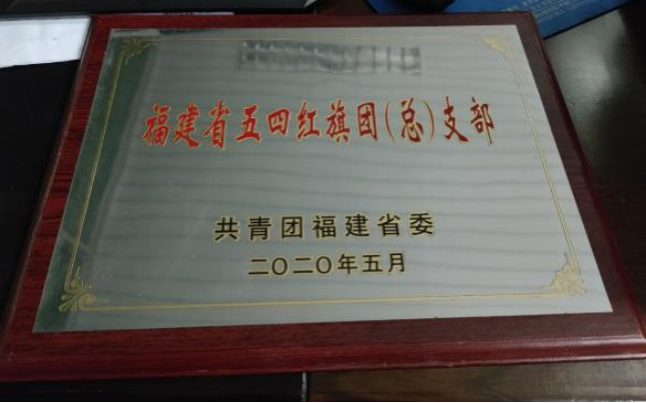 福建省五四红旗团(总)支部
共青团福建省委
二〇二〇年五月